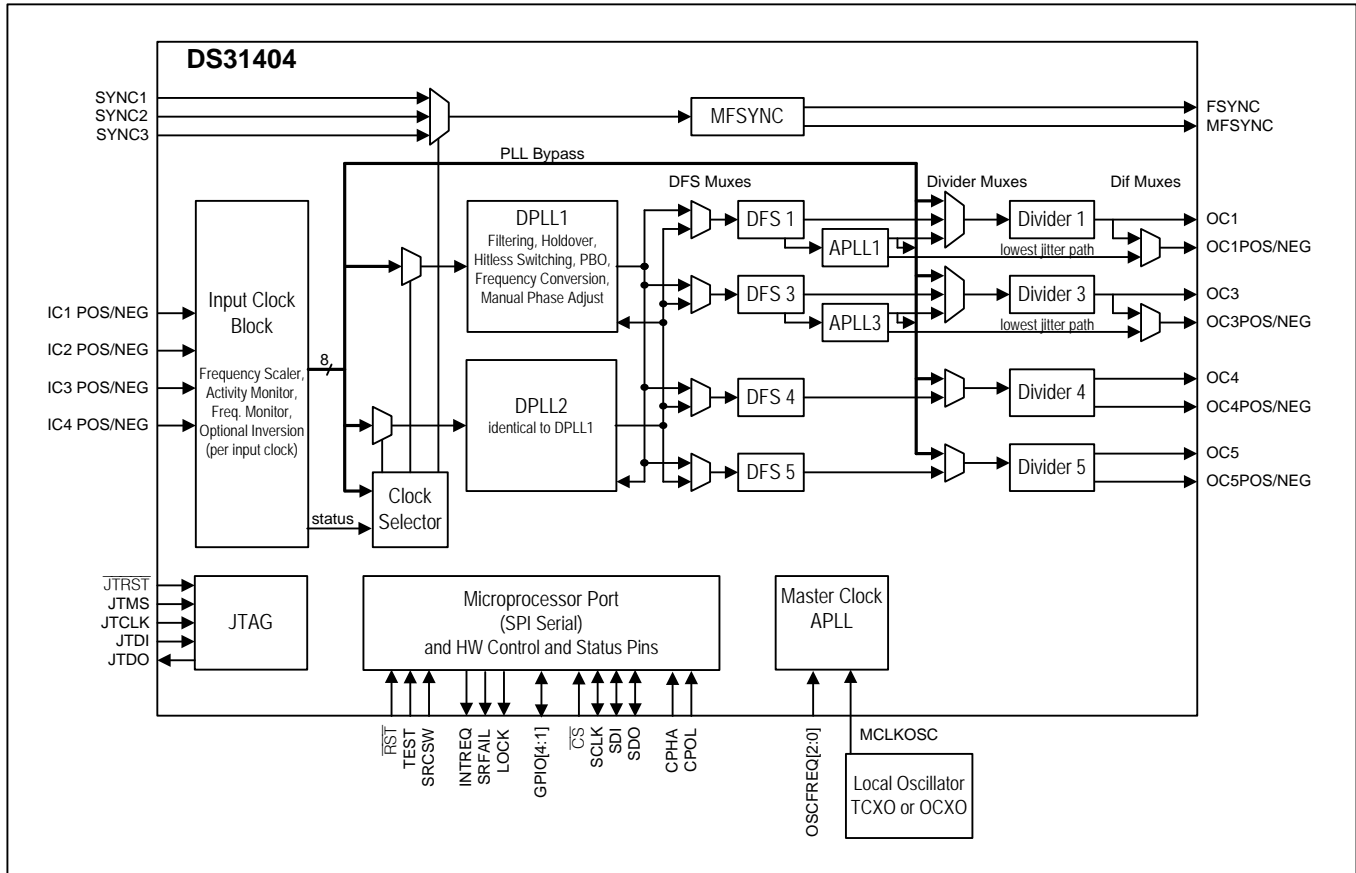 DS31404
SYNC1
SYNC2
SYNC3
MFSYNC
FSYNC
MFSYNC
PLL Bypass
DFS Muxes
Divider Muxes
Dif Muxes
Input Clock
Block
Frequency Scaler,
Activity Monitor,
Freq. Monitor,
Optional Inversion
(per input clock)
IC1 POS/NEG
IC2 POS/NEG
IC3 POS/NEG
IC4 POS/NEG
8
status
Clock
Selector
DPLL1
Filtering, Holdover,
Hitless Switching, PBO,
Frequency Conversion,
Manual Phase Adjust
DPLL2
identical to DPLL1
DFS 1
APLL1
lowest jitter path
Divider 1
OC1
OC1POS/NEG
DFS 3
APLL3
lowest jitter path
Divider 3
OC3
OC3POS/NEG
DFS 4
Divider 4
OC4
OC4POS/NEG
DFS 5
Divider 5
OC5
OC5POS/NEG
JTRST
JTMS
JTCLK
JTDI
JTDO
JTAG
Microprocessor Port
(SPI Serial)
and HW Control and Status Pins
RST
TEST
SRCSW
INTREQ
SRFAIL
LOCK
GPIO[4:1]
CS
SCLK
SDI
SDO
CPHA
CPOL
Master Clock
APLL
OSCFREQ[2:0]
MCLKOSC
Local Oscillator
TCXO or OCXO